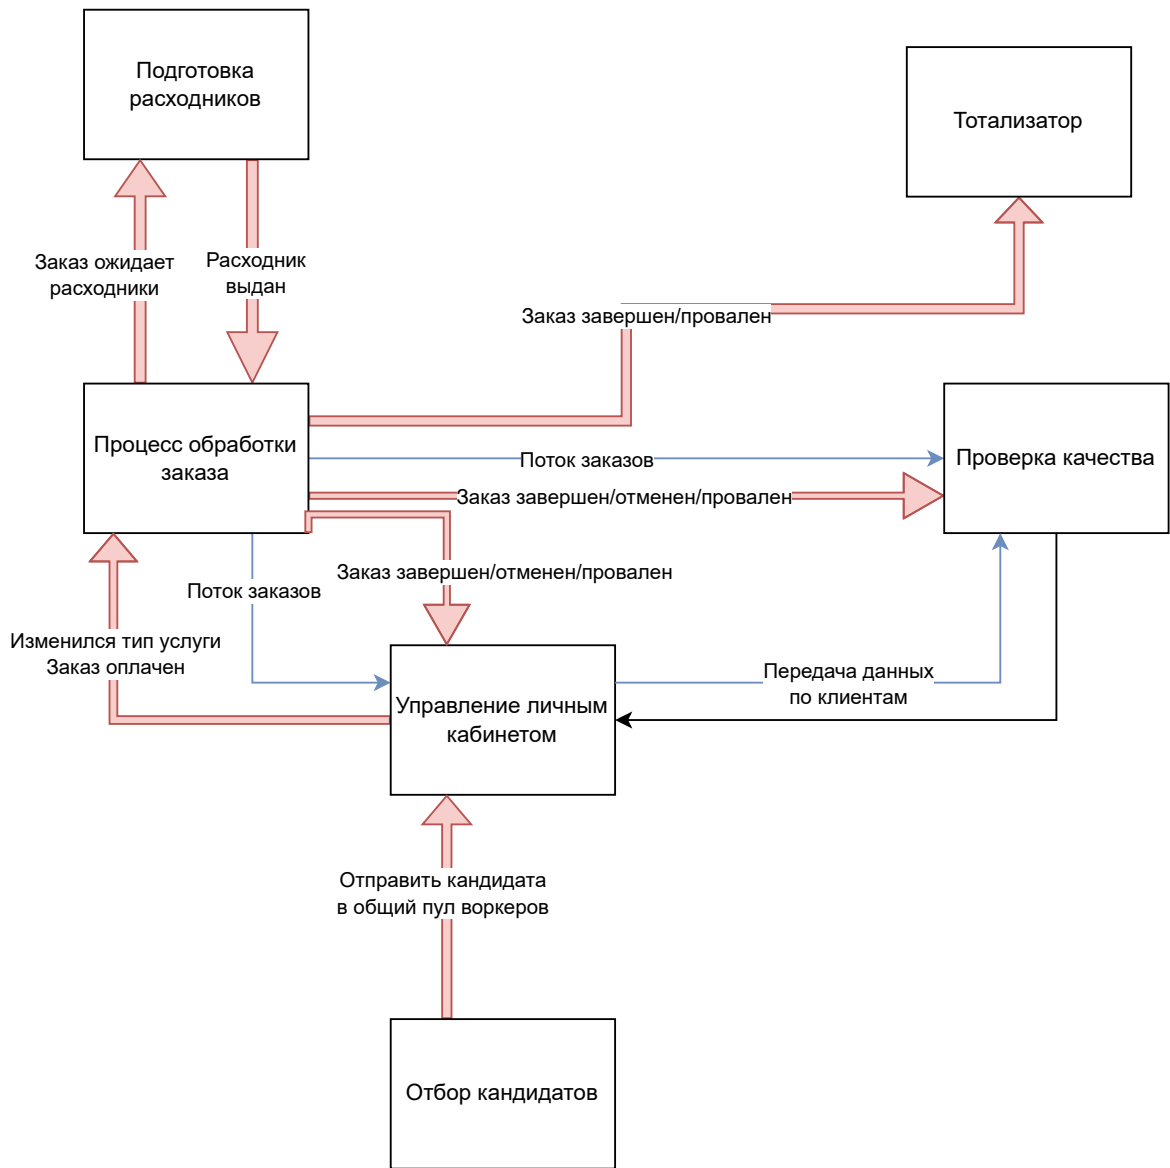 Подготовка
расходников
Тотализатор
Заказ ожидает
расходники
Расходник
выдан
Заказ завершен/провален
Процесс обработки
заказа
Поток заказов
Проверка качества
Заказ завершен/отменен/провален
Заказ завершен/отменен/провален
Поток заказов
Изменился тип услуги
Заказ оплачен
Передача данных
по клиентам
Управление личным
кабинетом
Отправить кандидата
в общий пул воркеров
Отбор кандидатов